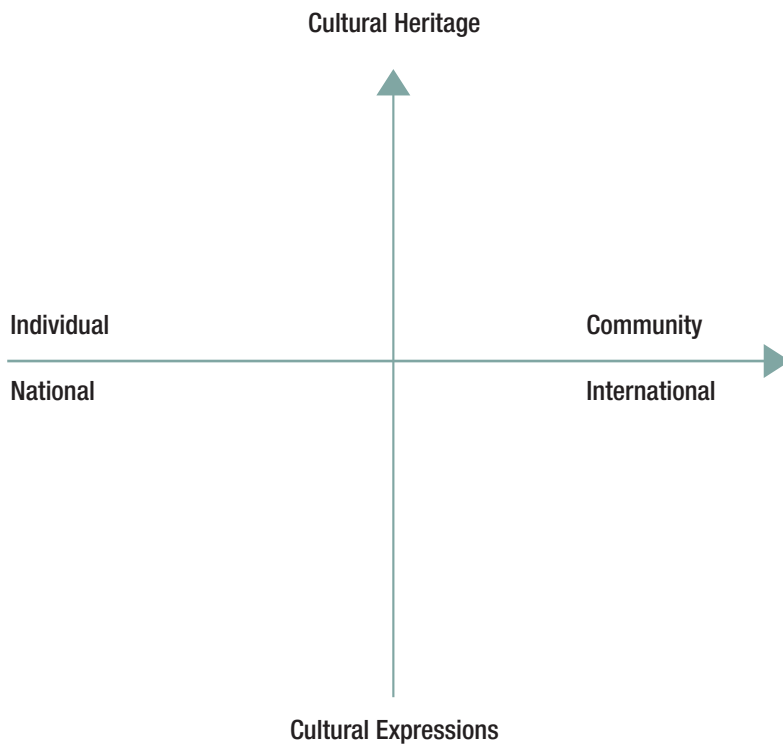 Cultural Heritage
Individual
Community
National
International
Cultural Expressions